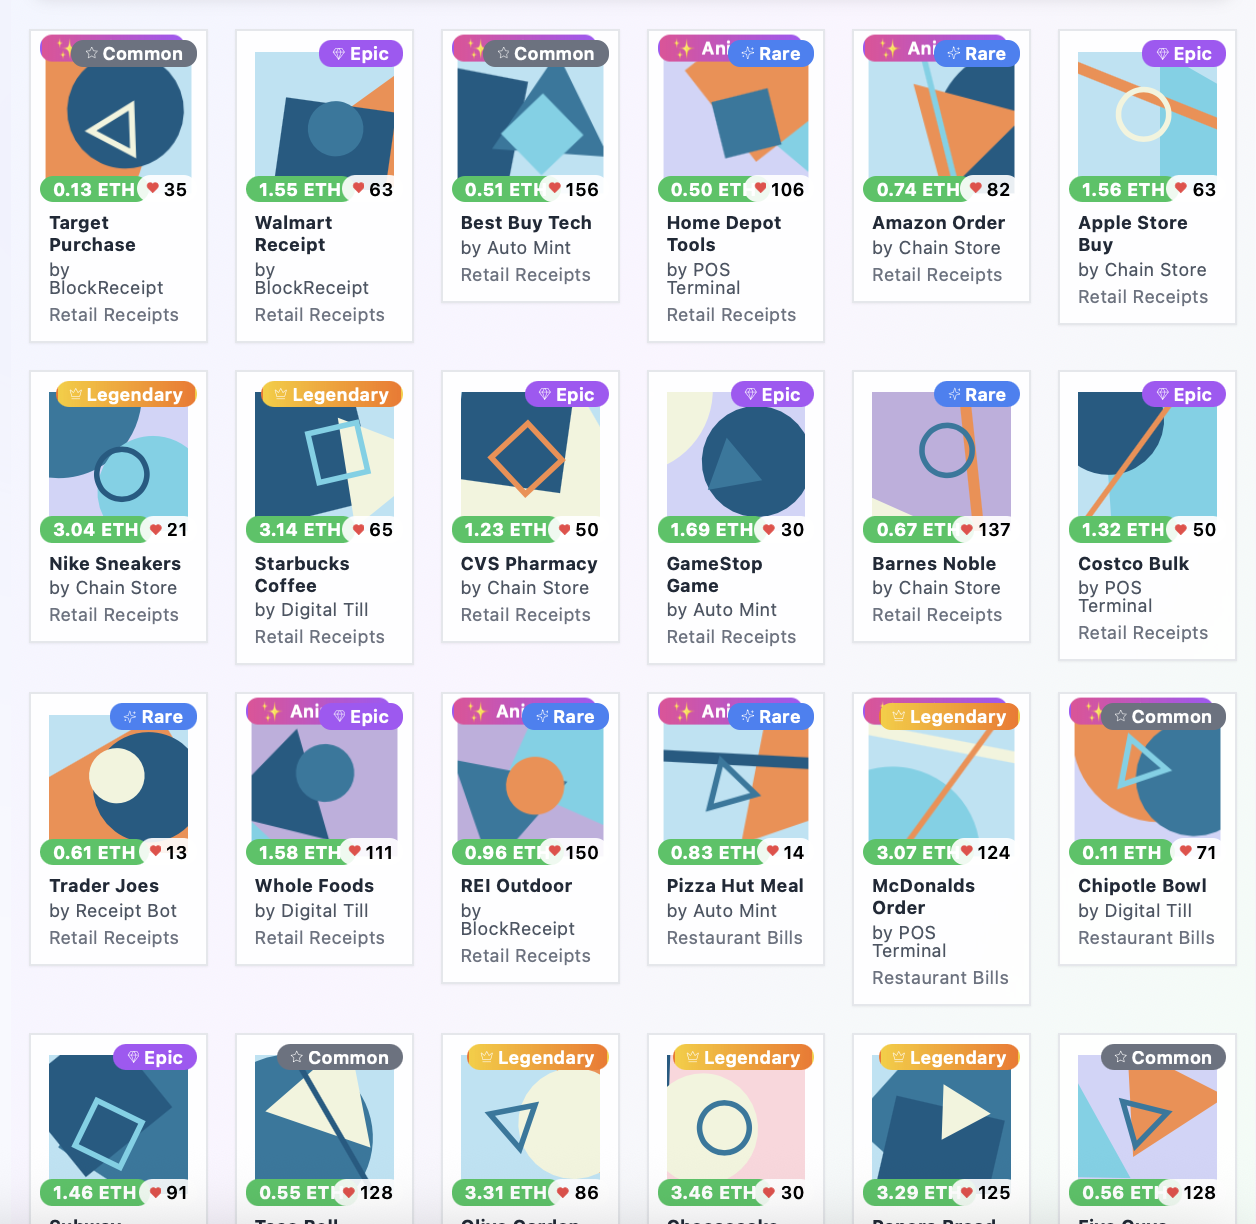 Common
0.13 ETH 35
Target
Purchase
by
BlockReceipt
Retail Receipts
Epic
1.55 ETH 63
Walmart
Receipt
by
BlockReceipt
Retail Receipts
Common
0.51 ETH 156
Best Buy Tech
by Auto Mint
Retail Receipts
Ani Rare
0.50 ETH 106
Home Depot
Tools
by POS
Terminal
Retail Receipts
Ani Rare
0.74 ETH 82
Amazon Order
by Chain Store
Retail Receipts
Epic
1.56 ETH 63
Apple Store
Buy
by Chain Store
Retail Receipts
Legendary
3.04 ETH 21
Nike Sneakers
by Chain Store
Retail Receipts
Legendary
3.14 ETH 65
Starbucks
Coffee
by Digital Till
Retail Receipts
Epic
1.23 ETH 50
CVS Pharmacy
by Chain Store
Retail Receipts
Epic
1.69 ETH 30
GameStop
Game
by Auto Mint
Retail Receipts
Rare
0.67 ETH 137
Barnes Noble
by Chain Store
Retail Receipts
Epic
1.32 ETH 50
Costco Bulk
by POS
Terminal
Retail Receipts
Rare
0.61 ETH 13
Trader Joes
by Receipt Bot
Retail Receipts
Ani Epic
1.58 ETH 111
Whole Foods
by Digital Till
Retail Receipts
Ani Rare
0.96 ETH 150
REI Outdoor
by
BlockReceipt
Retail Receipts
Ani Rare
0.83 ETH 14
Pizza Hut Meal
by Auto Mint
Restaurant Bills
Legendary
3.07 ETH 124
McDonalds
Order
by POS
Terminal
Restaurant Bills
Common
0.11 ETH 71
Chipotle Bowl
by Digital Till
Restaurant Bills
Epic
1.46 ETH 91
Subway
Common
0.55 ETH 128
Taco Bell
Legendary
3.31 ETH 86
Olive Garden
Legendary
3.46 ETH 30
Cheesecake
Legendary
3.29 ETH 125
Panera Bread
Common
0.56 ETH 128
Five Guys